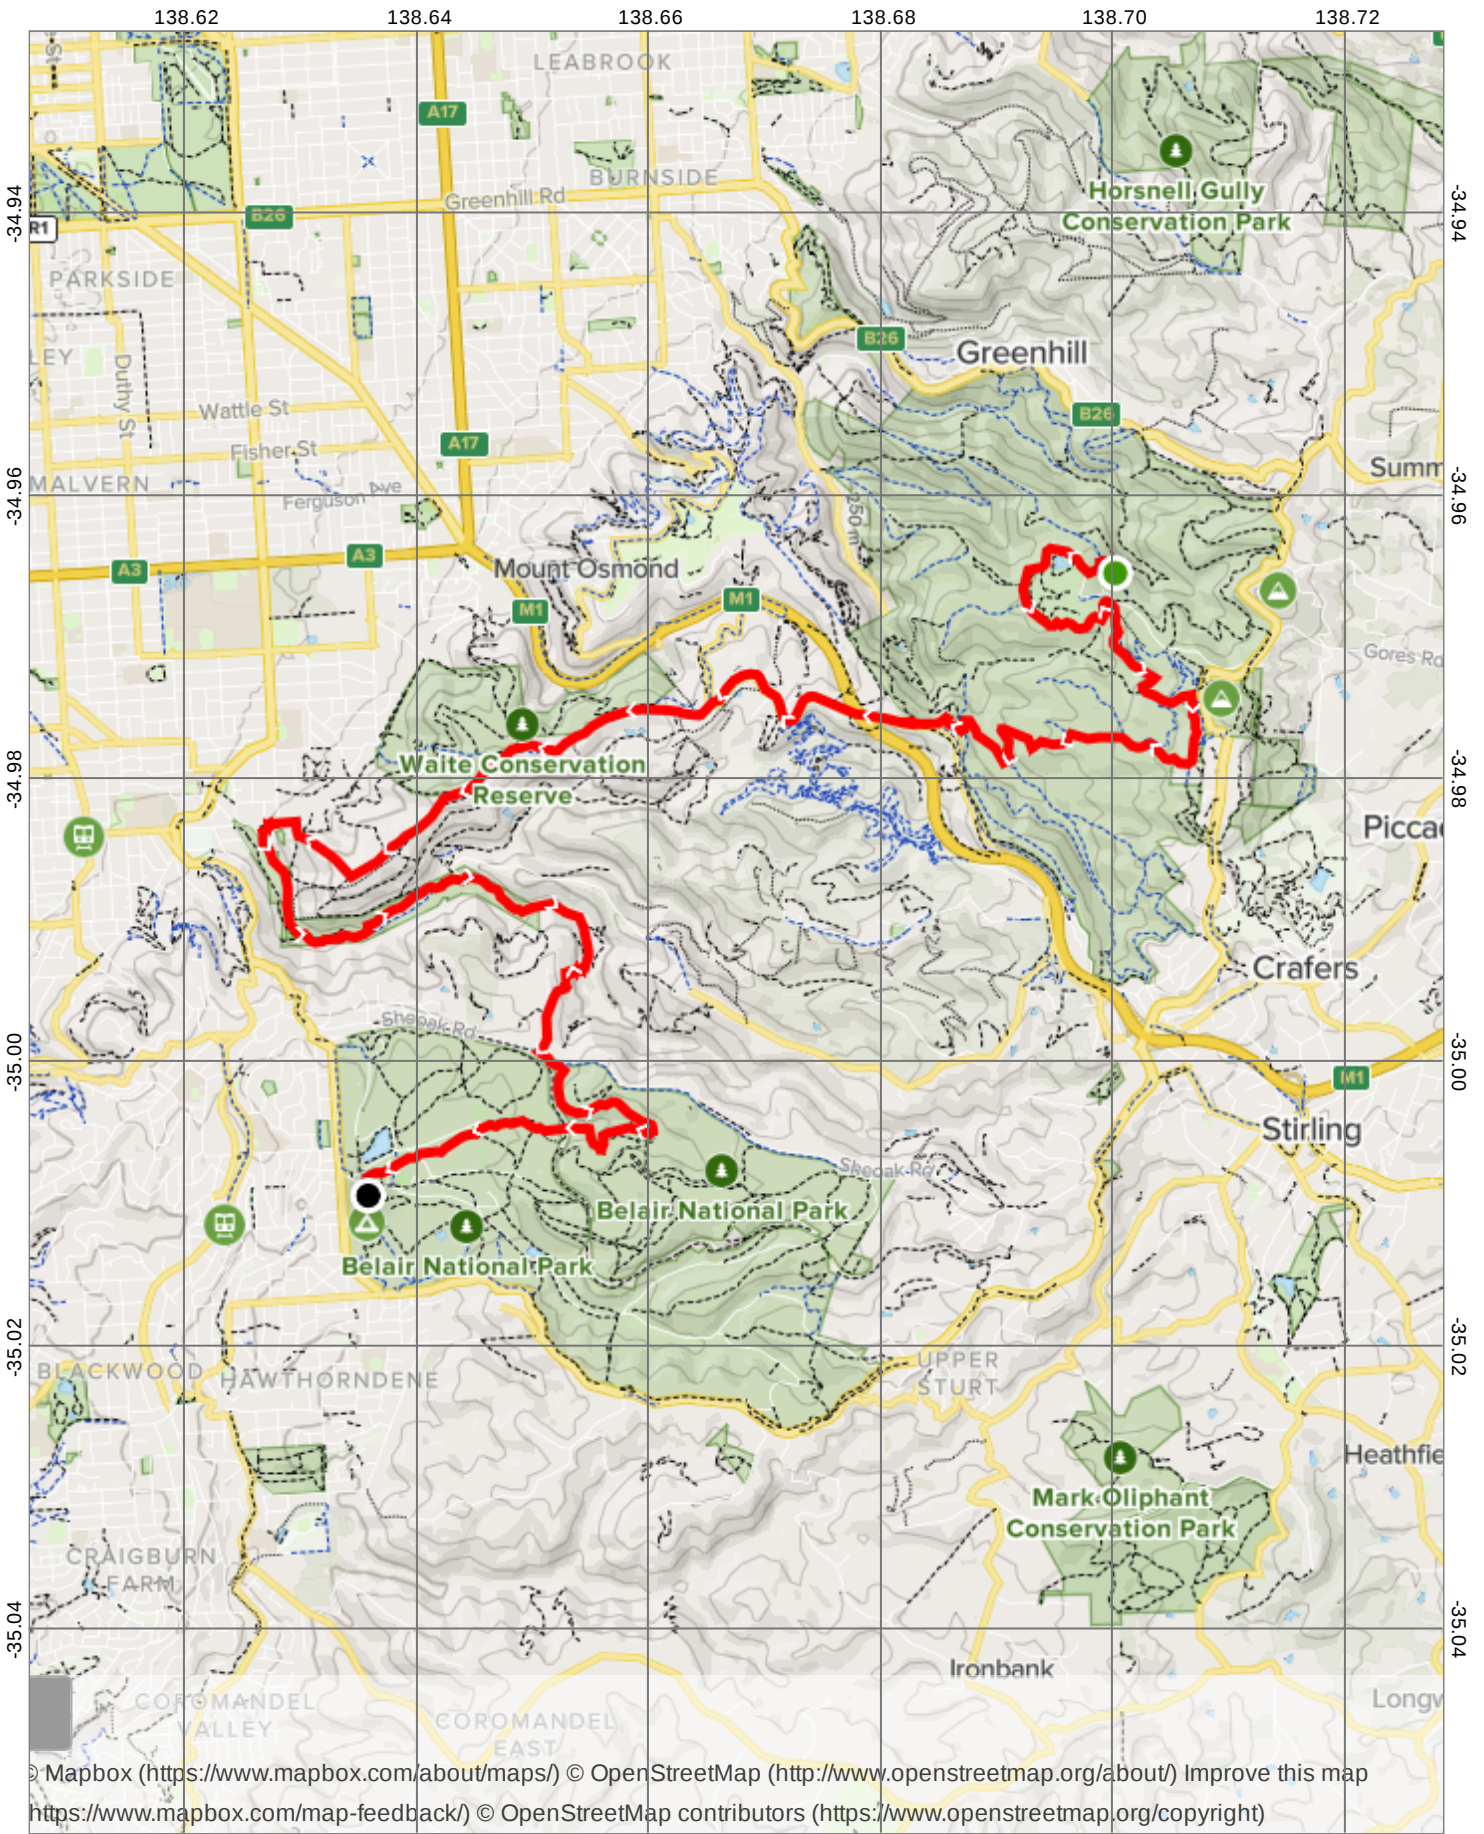 138.62 138.64 138.66 138.68 138.70 138.72
LEABROOK
A17
BURNSIDE
Greenhill Rd
Horsnell Gully
Conservation Park
-34.94
-34.94
B26
R1
PARKSIDE
B26
Greenhill
LEY
Duthy St
Wattle St
B26
A17
Fisher St
Summ
MALVERN
Ferguson Ave
-34.96
-34.96
250 m
A3
A3
Mount Osmond
M1
M1
Gores Rd
Waite Conservation
Reserve
-34.98
-34.98
Picca
Crafers
Sheoak Rd
-35.00
-35.00
M1
Stirling
Sheoak Rd
Belair National Park
Belair National Park
-35.02
-35.02
BLACKWOOD
HAWTHORNDENE
UPPER
STURT
Heathfie
Mark Oliphant
Conservation Park
CRAIGBURN
FARM
-35.04
-35.04
Ironbank
COROMANDEL
VALLEY
Longw
COROMANDEL
EAST
© Mapbox (https://www.mapbox.com/about/maps/) © OpenStreetMap (http://www.openstreetmap.org/about/) Improve this map
https://www.mapbox.com/map-feedback/) © OpenStreetMap contributors (https://www.openstreetmap.org/copyright)